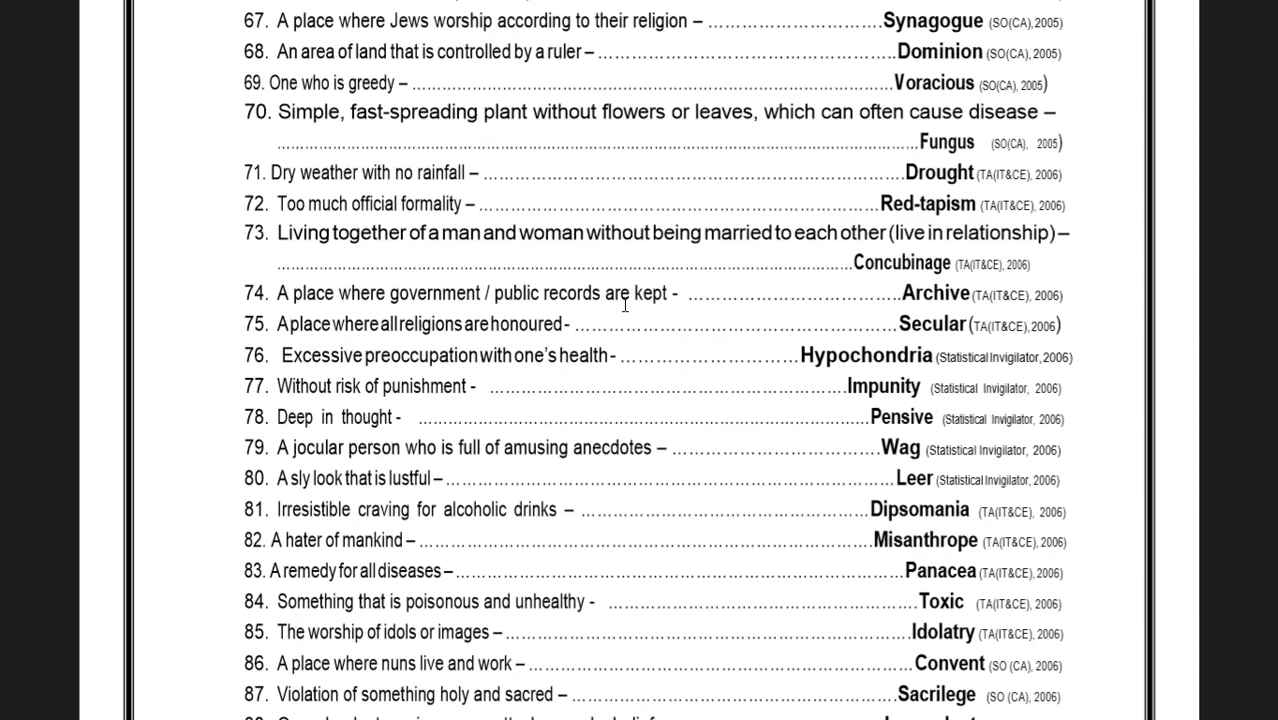 67. A place where Jews worship according to their religion – ……………………….Synagogue (SO(CA),2005)
68. An area of land that is controlled by a ruler – ………………………………………..Dominion (SO(CA), 2005)
69. One who is greedy – ……………………………………………………………………Voracious (SO(CA), 2005)
70. Simple, fast-spreading plant without flowers or leaves, which can often cause disease –
…………………………………………………………………………………………….Fungus (SO(CA), 2005)
71. Dry weather with no rainfall – …………………………………………………………….Drought (TA(IT&CE), 2006)
72. Too much official formality – ………………………………………………………..Red-tapism (TA(IT&CE), 2006)
73. Living together of a man and woman without being married to each other (live in relationship) –
……………………………………………………………………………………Concubinage (TA(IT&CE), 2006)
74. A place where government / public records are kept - ……………………………..Archive (TA(IT&CE), 2006)
75. A place where all religions are honoured - ……………………………………………… Secular (TA(IT&CE), 2006)
76. Excessive preoccupation with one’s health - …………………………Hypochondria (Statistical Invigilator, 2006)
77. Without risk of punishment - …………………………………………………..Impunity (Statistical Invigilator, 2006)
78. Deep in thought - ………………………………………………………………...Pensive (Statistical Invigilator, 2006)
79. A jocular person who is full of amusing anecdotes – …………………………….Wag (Statistical Invigilator, 2006)
80. A sly look that is lustful – …………………………………………………………………Leer (Statistical Invigilator, 2006)
81. Irresistible craving for alcoholic drinks – …………………………………………Dipsomania (TA(IT&CE), 2006)
82. A hater of mankind – ………………………………………………………………….Misanthrope (TA(IT&CE), 2006)
83. A remedy for all diseases – …………………………………………………………………Panacea (TA(IT&CE), 2006)
84. Something that is poisonous and unhealthy - …………………………………………….Toxic (TA(IT&CE), 2006)
85. The worship of idols or images – ………………………………………………………….Idolatry (TA(IT&CE), 2006)
86. A place where nuns live and work – ……………………………………………………….Convent (SO (CA), 2006)
87. Violation of something holy and sacred – ………………………………………………Sacrilege (SO (CA), 2006)